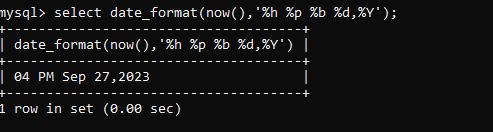 mysql> select date_format(now(),'%h %p %b %d,%Y');
+-------------------------------------+
| date_format(now(),'%h %p %b %d,%Y') |
+-------------------------------------+
| 04 PM Sep 27,2023                   |
+-------------------------------------+
1 row in set (0.00 sec)